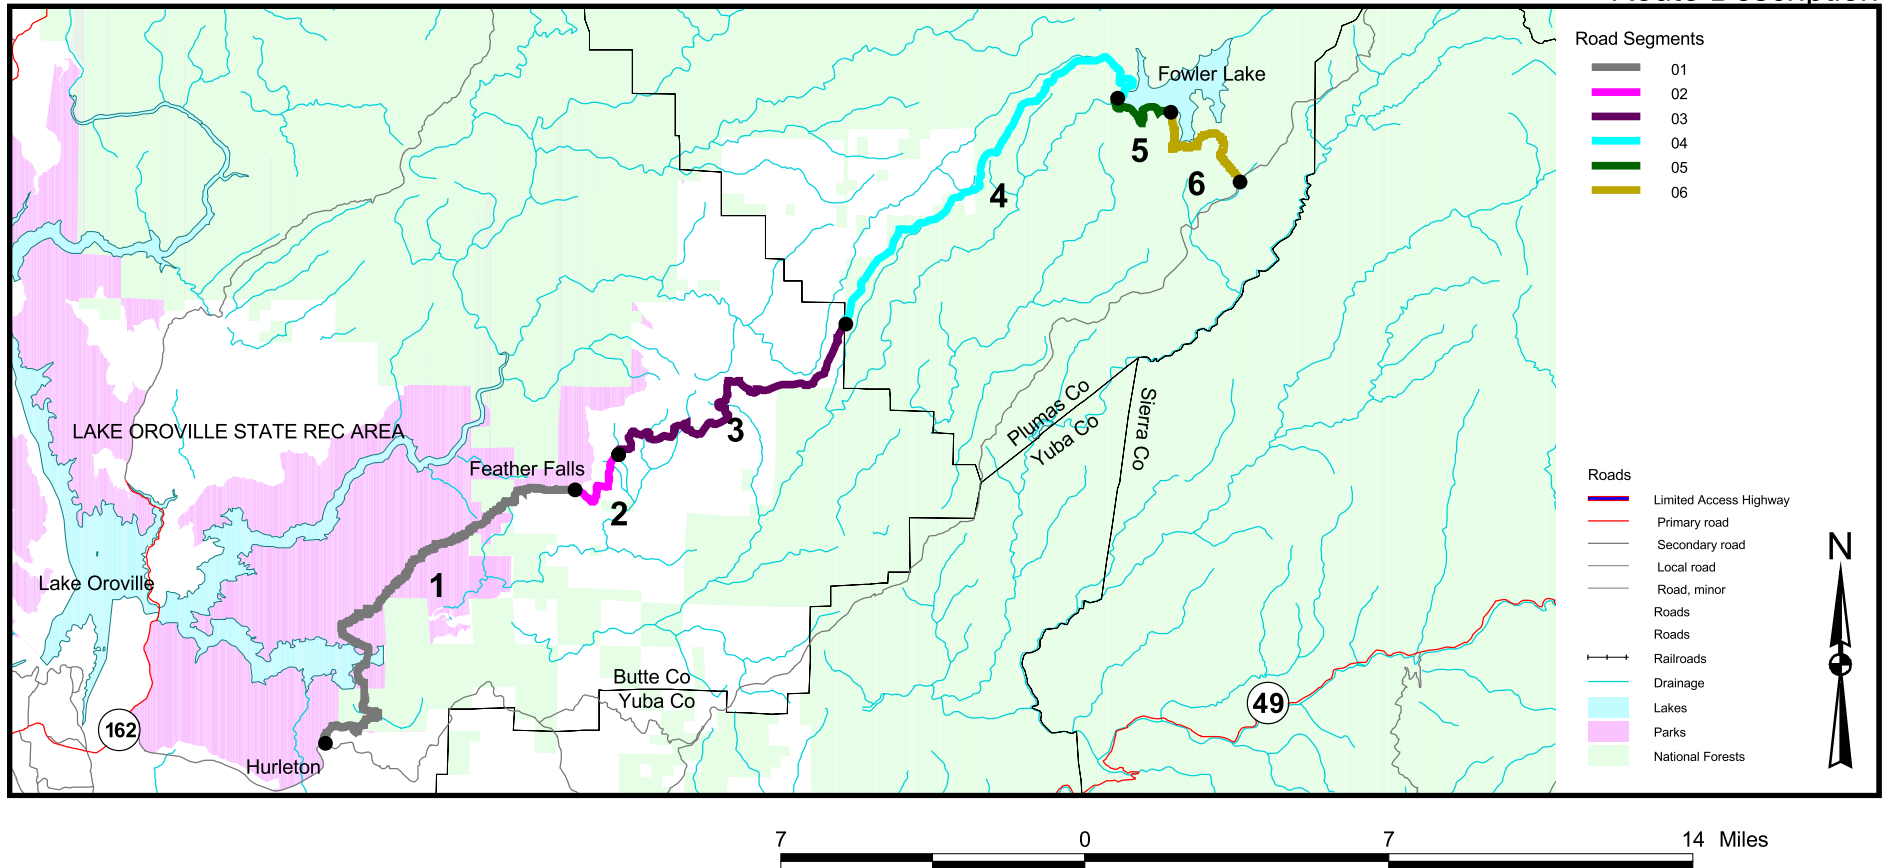 Route Description
Road Segments
01
02
03
04
05
06
Fowler Lake
5
6
4
3
LAKE OROVILLE STATE REC AREA
Feather Falls
2
1
Plumas Co
Yuba Co
Sierra Co
Lake Oroville
Butte Co
Yuba Co
162
49
Hurleton
Roads
Limited Access Highway
Primary road
Secondary road
Local road
Road, minor
Roads
Roads
Railroads
Drainage
Lakes
Parks
National Forests
N
7 0 7 14 Miles